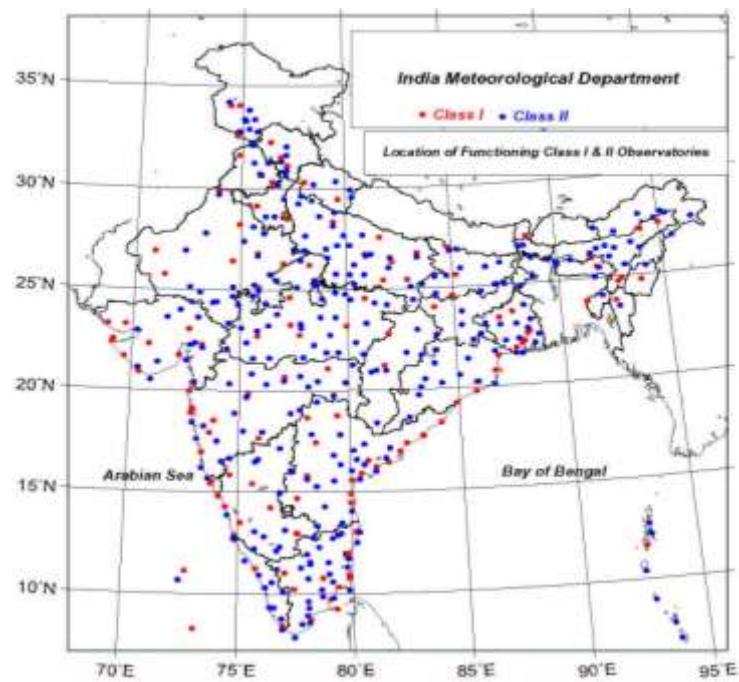 India Meteorological Department
Class I Class II
Location of Functioning Class I & II Observatories
35°N
30°N
25°N
20°N
15°N
10°N
Arabian Sea
Bay of Bengal
70°E 75°E 80°E 85°E 90°E 95°E